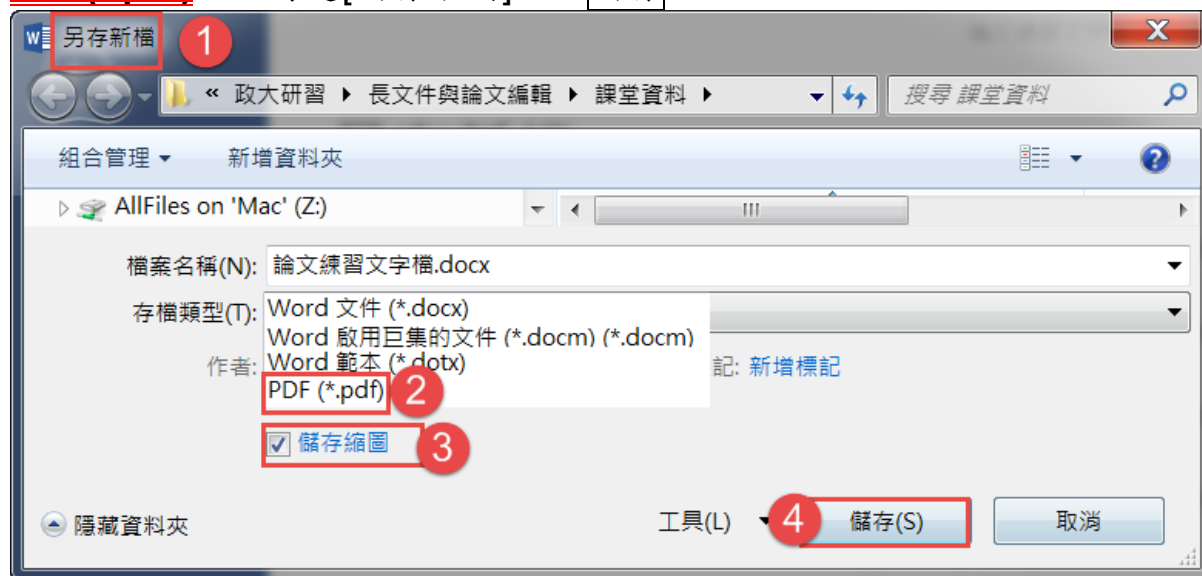 另存新檔
1
« 政大研習 ▸ 長文件與論文編輯 ▸ 課堂資料 ▸ 搜尋 課堂資料
組合管理 ▾ 新增資料夾
AllFiles on 'Mac' (Z:)
檔案名稱(N): 論文練習文字檔.docx
存檔類型(T): Word 文件 (*.docx)
Word 啟用巨集的文件 (*.docm) (*.docm)
作者: Word 範本 (*.dotx) 記: 新增標記
PDF (*.pdf) 2
儲存縮圖 3
隱藏資料夾 工具(L) 4 儲存(S) 取消